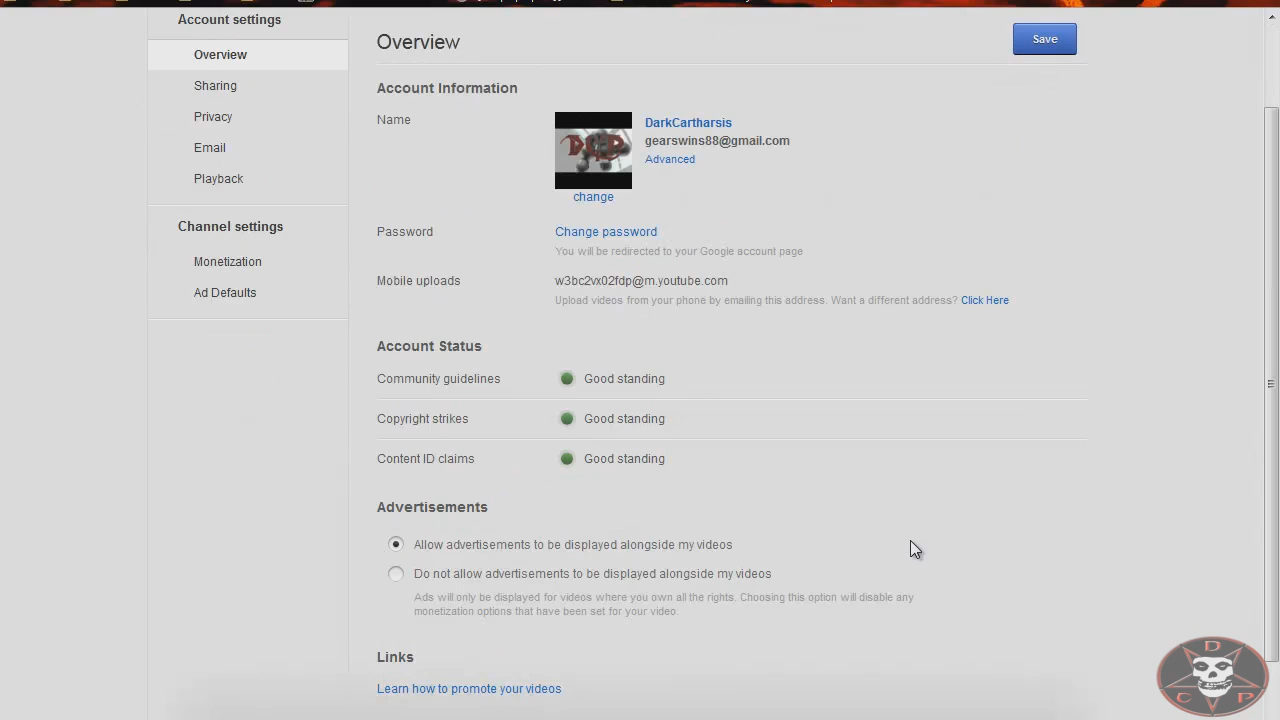 Account settings
Overview
Sharing
Privacy
Email
Playback
Channel settings
Monetization
Ad Defaults
Overview
Save
Account Information
Name
DCP
DarkCartharsis
gearswins88@gmail.com
Advanced
change
Password
Change password
You will be redirected to your Google account page
Mobile uploads
w3bc2vx02fdp@m.youtube.com
Upload videos from your phone by emailing this address. Want a different address? Click Here
Account Status
Community guidelines
Good standing
Copyright strikes
Good standing
Content ID claims
Good standing
Advertisements
Allow advertisements to be displayed alongside my videos
Do not allow advertisements to be displayed alongside my videos
Ads will only be displayed for videos where you own all the rights. Choosing this option will disable any
monetization options that have been set for your video.
Links
Learn how to promote your videos
D
C P